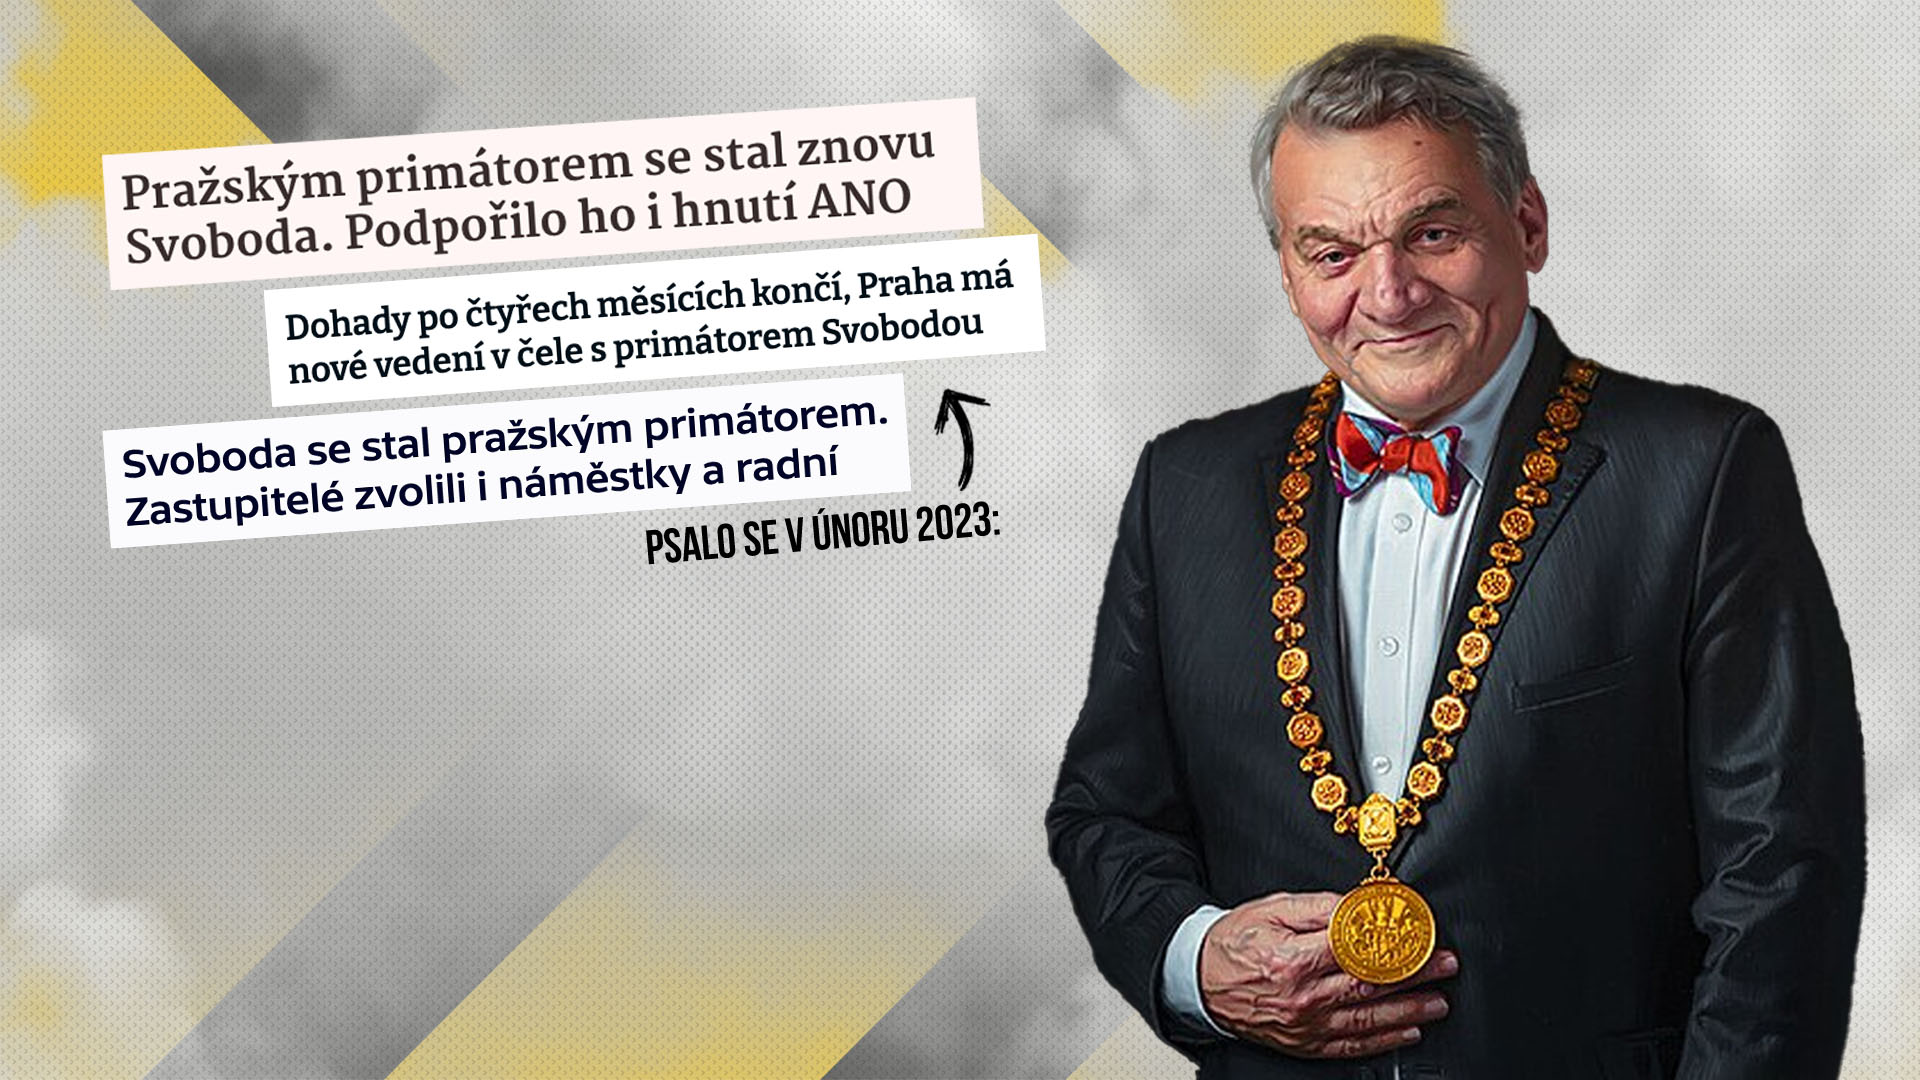 Pražským primátorem se stal znovu
Svoboda. Podpořilo ho i hnutí ANO
Dohady po čtyřech měsících končí, Praha má
nové vedení v čele s primátorem Svobodou
Svoboda se stal pražským primátorem.
Zastupitelé zvolili i náměstky a radní
PSALO SE V ÚNORU 2023: